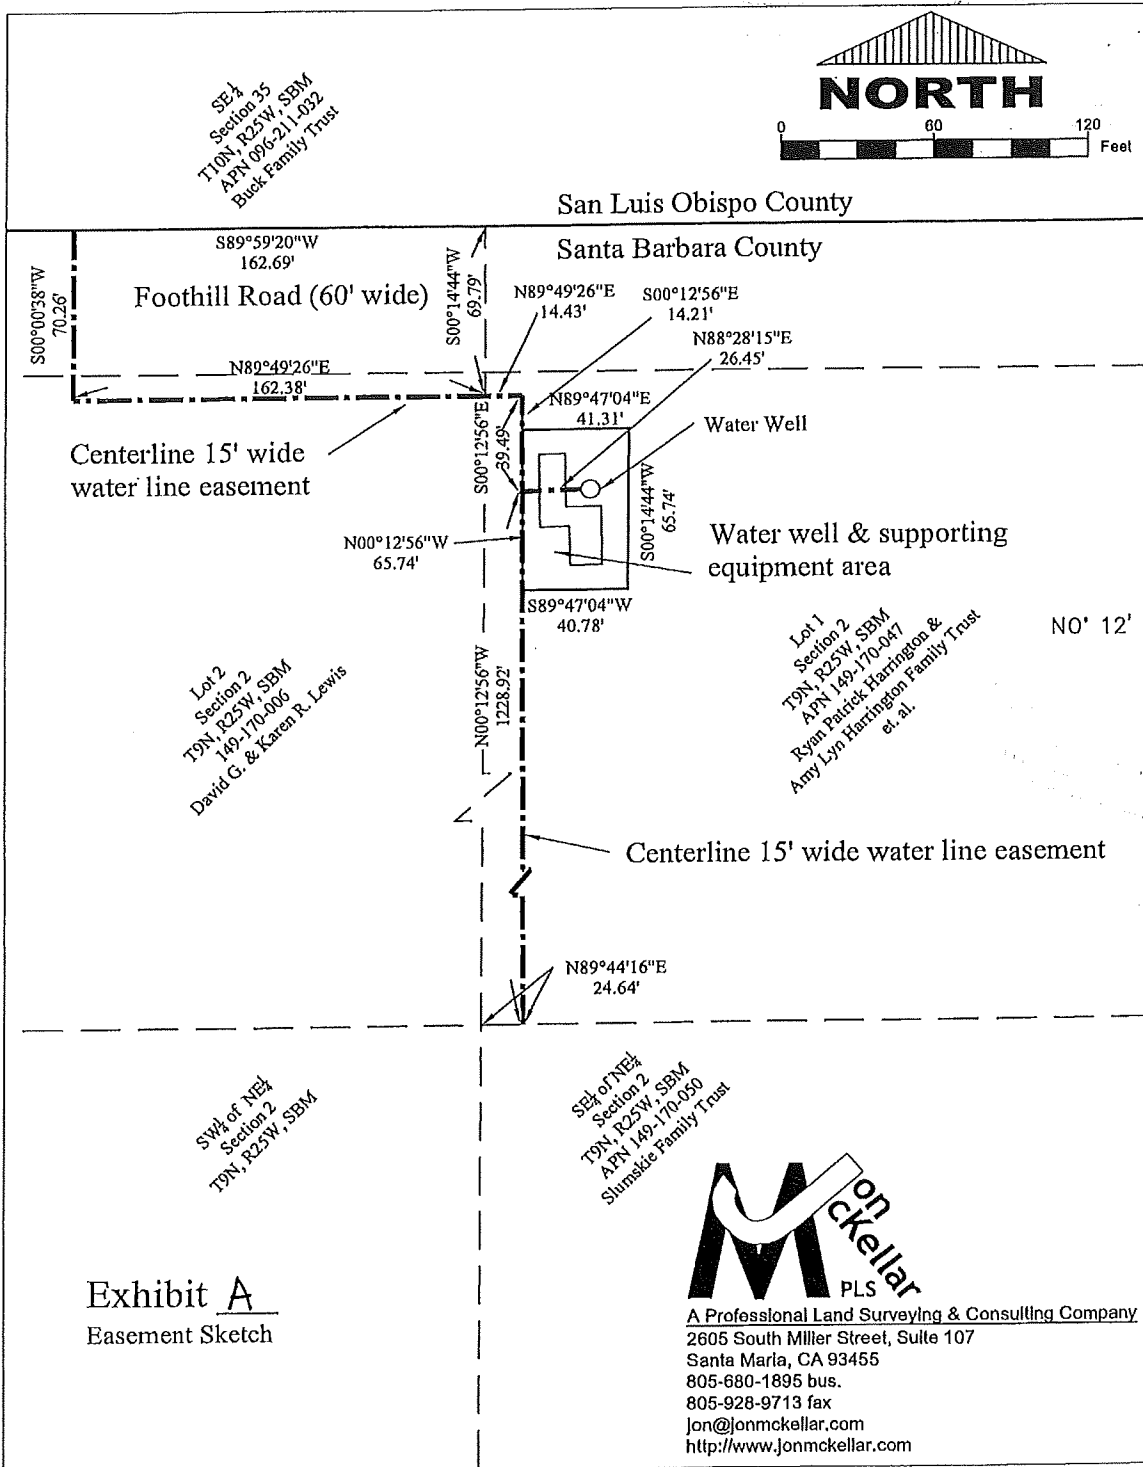 SE¼
Section 35
T10N, R25W, SBM
APN 096-211-032
Buck Family Trust
NORTH
0 60 120
Feet
San Luis Obispo County
Santa Barbara County
S89°59'20"W
162.69'
Foothill Road (60' wide)
S00°00'38"W
70.26'
S00°14'44"W
69.79'
N89°49'26"E
14.43'
S00°12'56"E
14.21'
N88°28'15"E
26.45'
N89°49'26"E
162.38'
N89°47'04"E
41.31'
Water Well
Centerline 15' wide
water line easement
S00°12'56"E
39.49'
S00°14'44"W
65.74'
N00°12'56"W
65.74'
Water well & supporting
equipment area
S89°47'04"W
40.78'
Lot 2
Section 2
T9N, R25W, SBM
149-170-006
David G. & Karen R. Lewis
N00°12'56"W
1228.92'
Lot 1
Section 2
T9N, R25W, SBM
APN 149-170-047
Ryan Patrick Harrington &
Amy Lyn Harrington Family Trust
et. al.
N0° 12'
Centerline 15' wide water line easement
N89°44'16"E
24.64'
SW¼ of NE¼
Section 2
T9N, R25W, SBM
SE¼ of NE¼
Section 2
T9N, R25W, SBM
APN 149-170-050
Slumskie Family Trust
Exhibit A
Easement Sketch
Jon
McKellar
PLS
A Professional Land Surveying & Consulting Company
2605 South Miller Street, Suite 107
Santa Maria, CA 93455
805-680-1895 bus.
805-928-9713 fax
jon@jonmckellar.com
http://www.jonmckellar.com